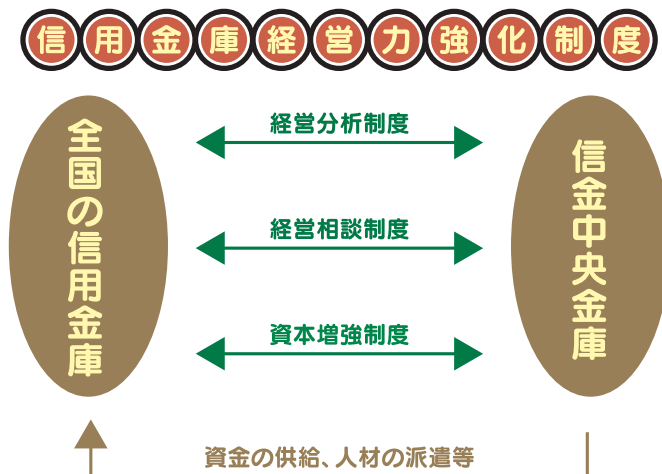 信用金庫経営力強化制度
全国の信用金庫
経営分析制度
経営相談制度
資本増強制度
信金中央金庫
資金の供給、人材の派遣等